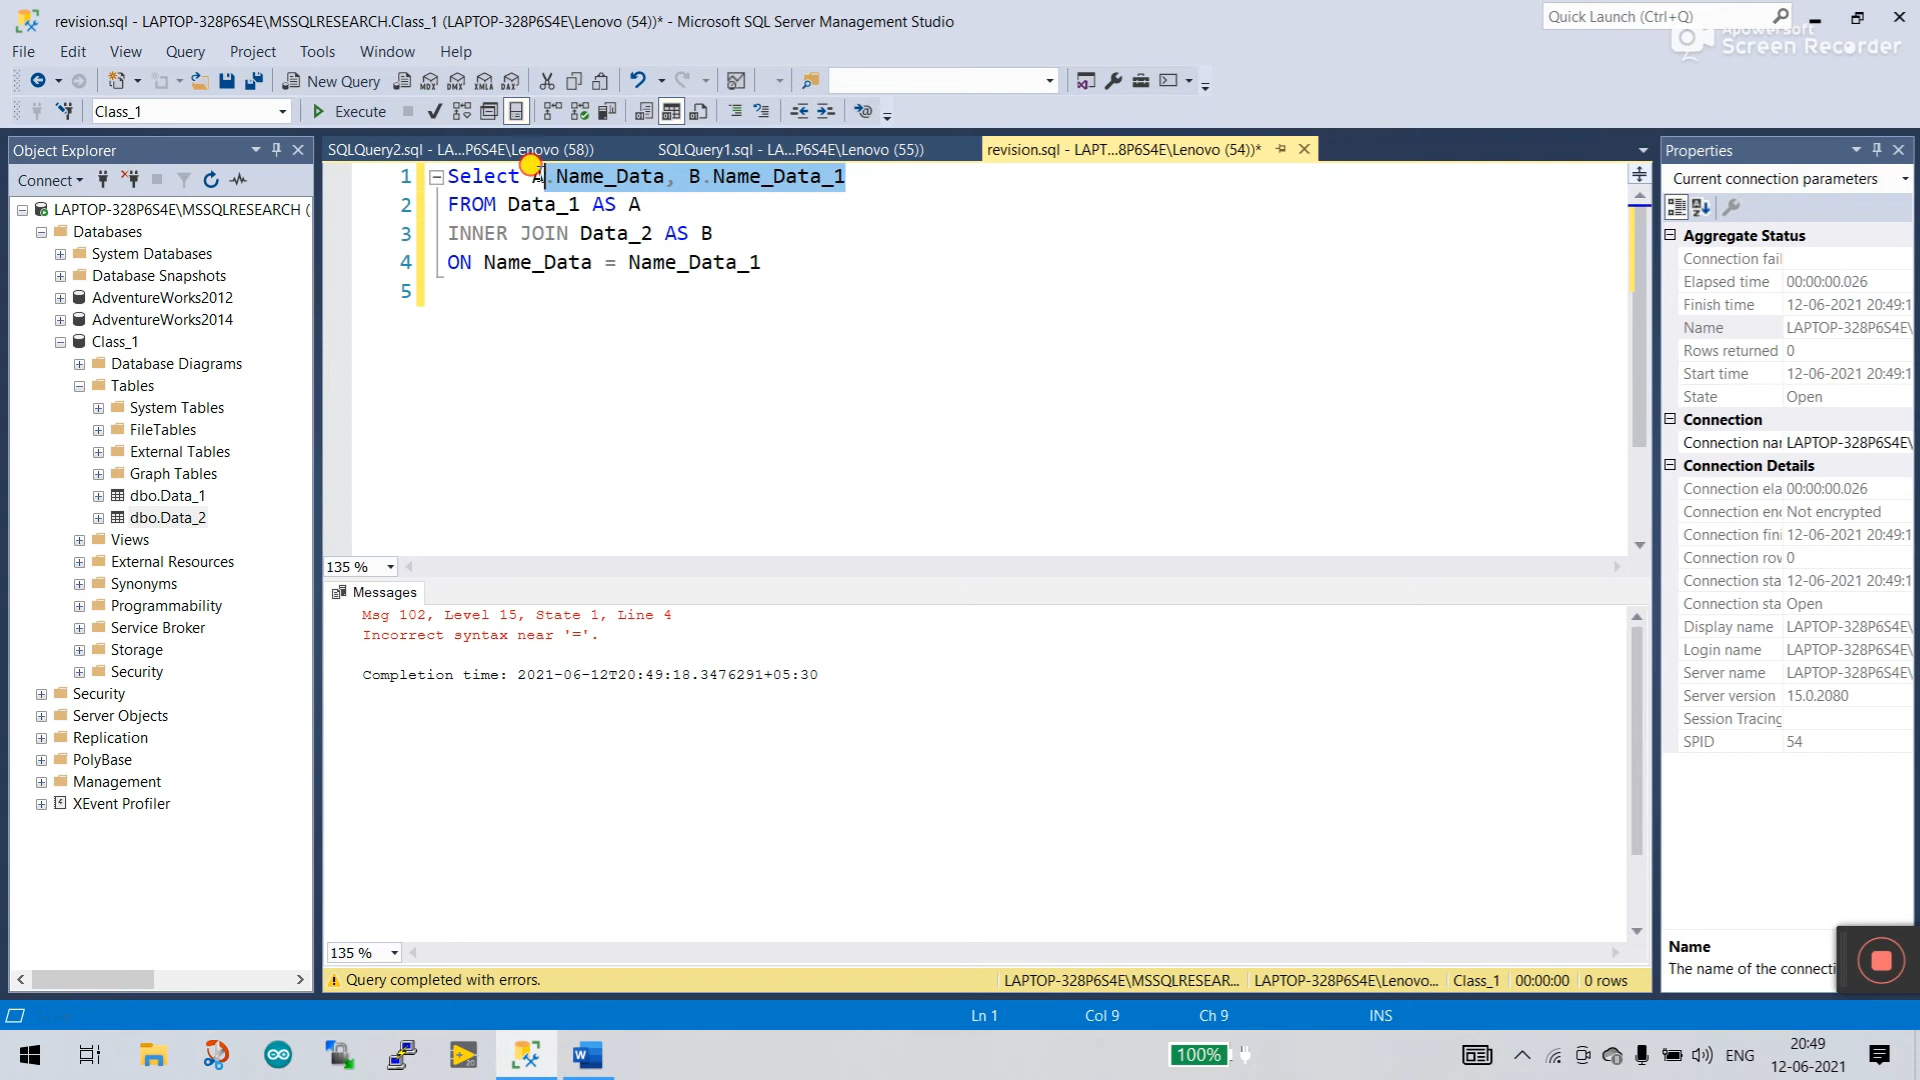 revision.sql - LAPTOP-328P6S4E\MSSQLRESEARCH.Class_1 (LAPTOP-328P6S4E\Lenovo (54))* - Microsoft SQL Server Management Studio
Quick Launch (Ctrl+Q)
Apowersoft
Screen Recorder
File Edit View Query Project Tools Window Help
New Query
MDX DMX XMLA DAX
Class_1
Execute
Object Explorer
Connect
LAPTOP-328P6S4E\MSSQLRESEARCH (
Databases
System Databases
Database Snapshots
AdventureWorks2012
AdventureWorks2014
Class_1
Database Diagrams
Tables
System Tables
FileTables
External Tables
Graph Tables
dbo.Data_1
dbo.Data_2
Views
External Resources
Synonyms
Programmability
Service Broker
Storage
Security
Security
Server Objects
Replication
PolyBase
Management
XEvent Profiler
SQLQuery2.sql - LA...P6S4E\Lenovo (58))
SQLQuery1.sql - LA...P6S4E\Lenovo (55))
revision.sql - LAPT...8P6S4E\Lenovo (54))*
1 Select A.Name_Data, B.Name_Data_1
2 FROM Data_1 AS A
3 INNER JOIN Data_2 AS B
4 ON Name_Data = Name_Data_1
5
135 %
Messages
Msg 102, Level 15, State 1, Line 4
Incorrect syntax near '='.
Completion time: 2021-06-12T20:49:18.3476291+05:30
135 %
Query completed with errors.
LAPTOP-328P6S4E\MSSQLRESEAR...
LAPTOP-328P6S4E\Lenovo...
Class_1
00:00:00
0 rows
Properties
Current connection parameters
Aggregate Status
Connection fail
Elapsed time 00:00:00.026
Finish time 12-06-2021 20:49:1
Name LAPTOP-328P6S4E\
Rows returned 0
Start time 12-06-2021 20:49:1
State Open
Connection
Connection nar LAPTOP-328P6S4E\
Connection Details
Connection ela 00:00:00.026
Connection enc Not encrypted
Connection fini 12-06-2021 20:49:1
Connection row 0
Connection sta 12-06-2021 20:49:1
Connection sta Open
Display name LAPTOP-328P6S4E\
Login name LAPTOP-328P6S4E\
Server name LAPTOP-328P6S4E\
Server version 15.0.2080
Session Tracing
SPID 54
Name
The name of the connecti
Ln 1 Col 9 Ch 9 INS
100%
ENG
20:49
12-06-2021